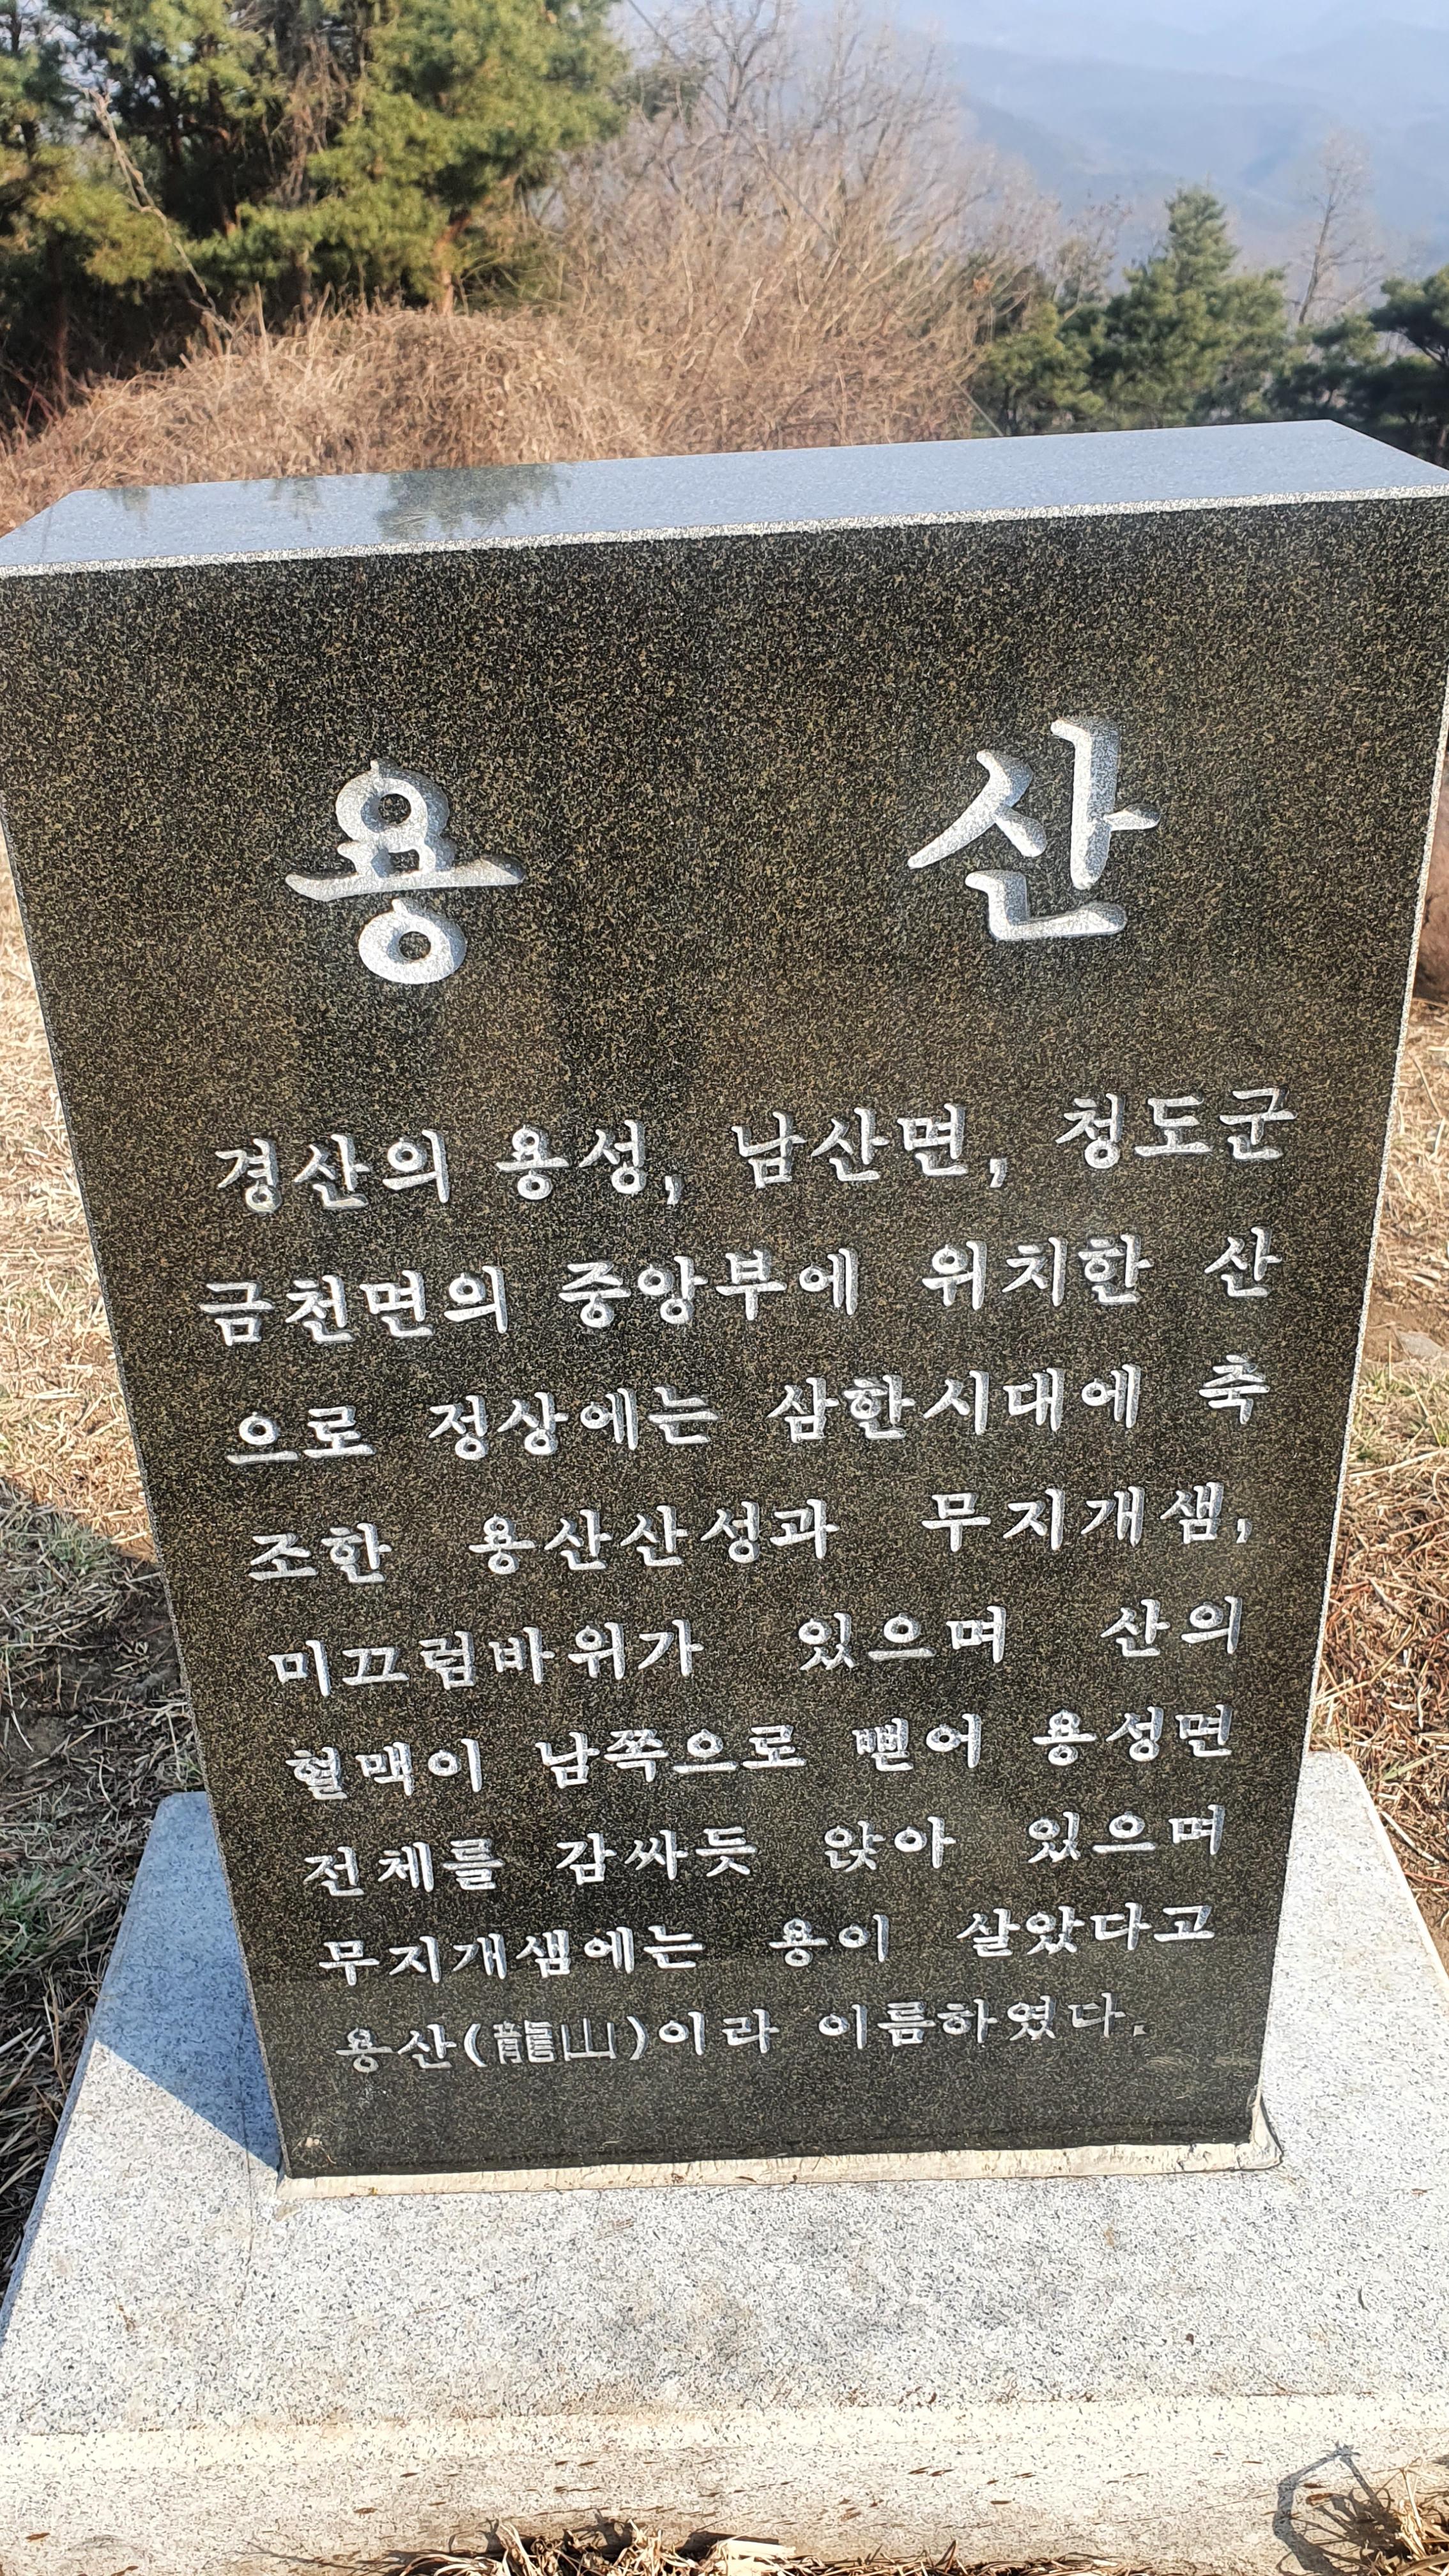 용 산
경산의 용성, 남산면, 청도군
금천면의 중앙부에 위치한 산
으로 정상에는 삼한시대에 축
조한 용산산성과 무지개샘,
미끄럼바위가 있으며 산의
혈맥이 남쪽으로 뻗어 용성면
전체를 감싸듯 앉아 있으며
무지개샘에는 용이 살았다고
용산(龍山)이라 이름하였다.